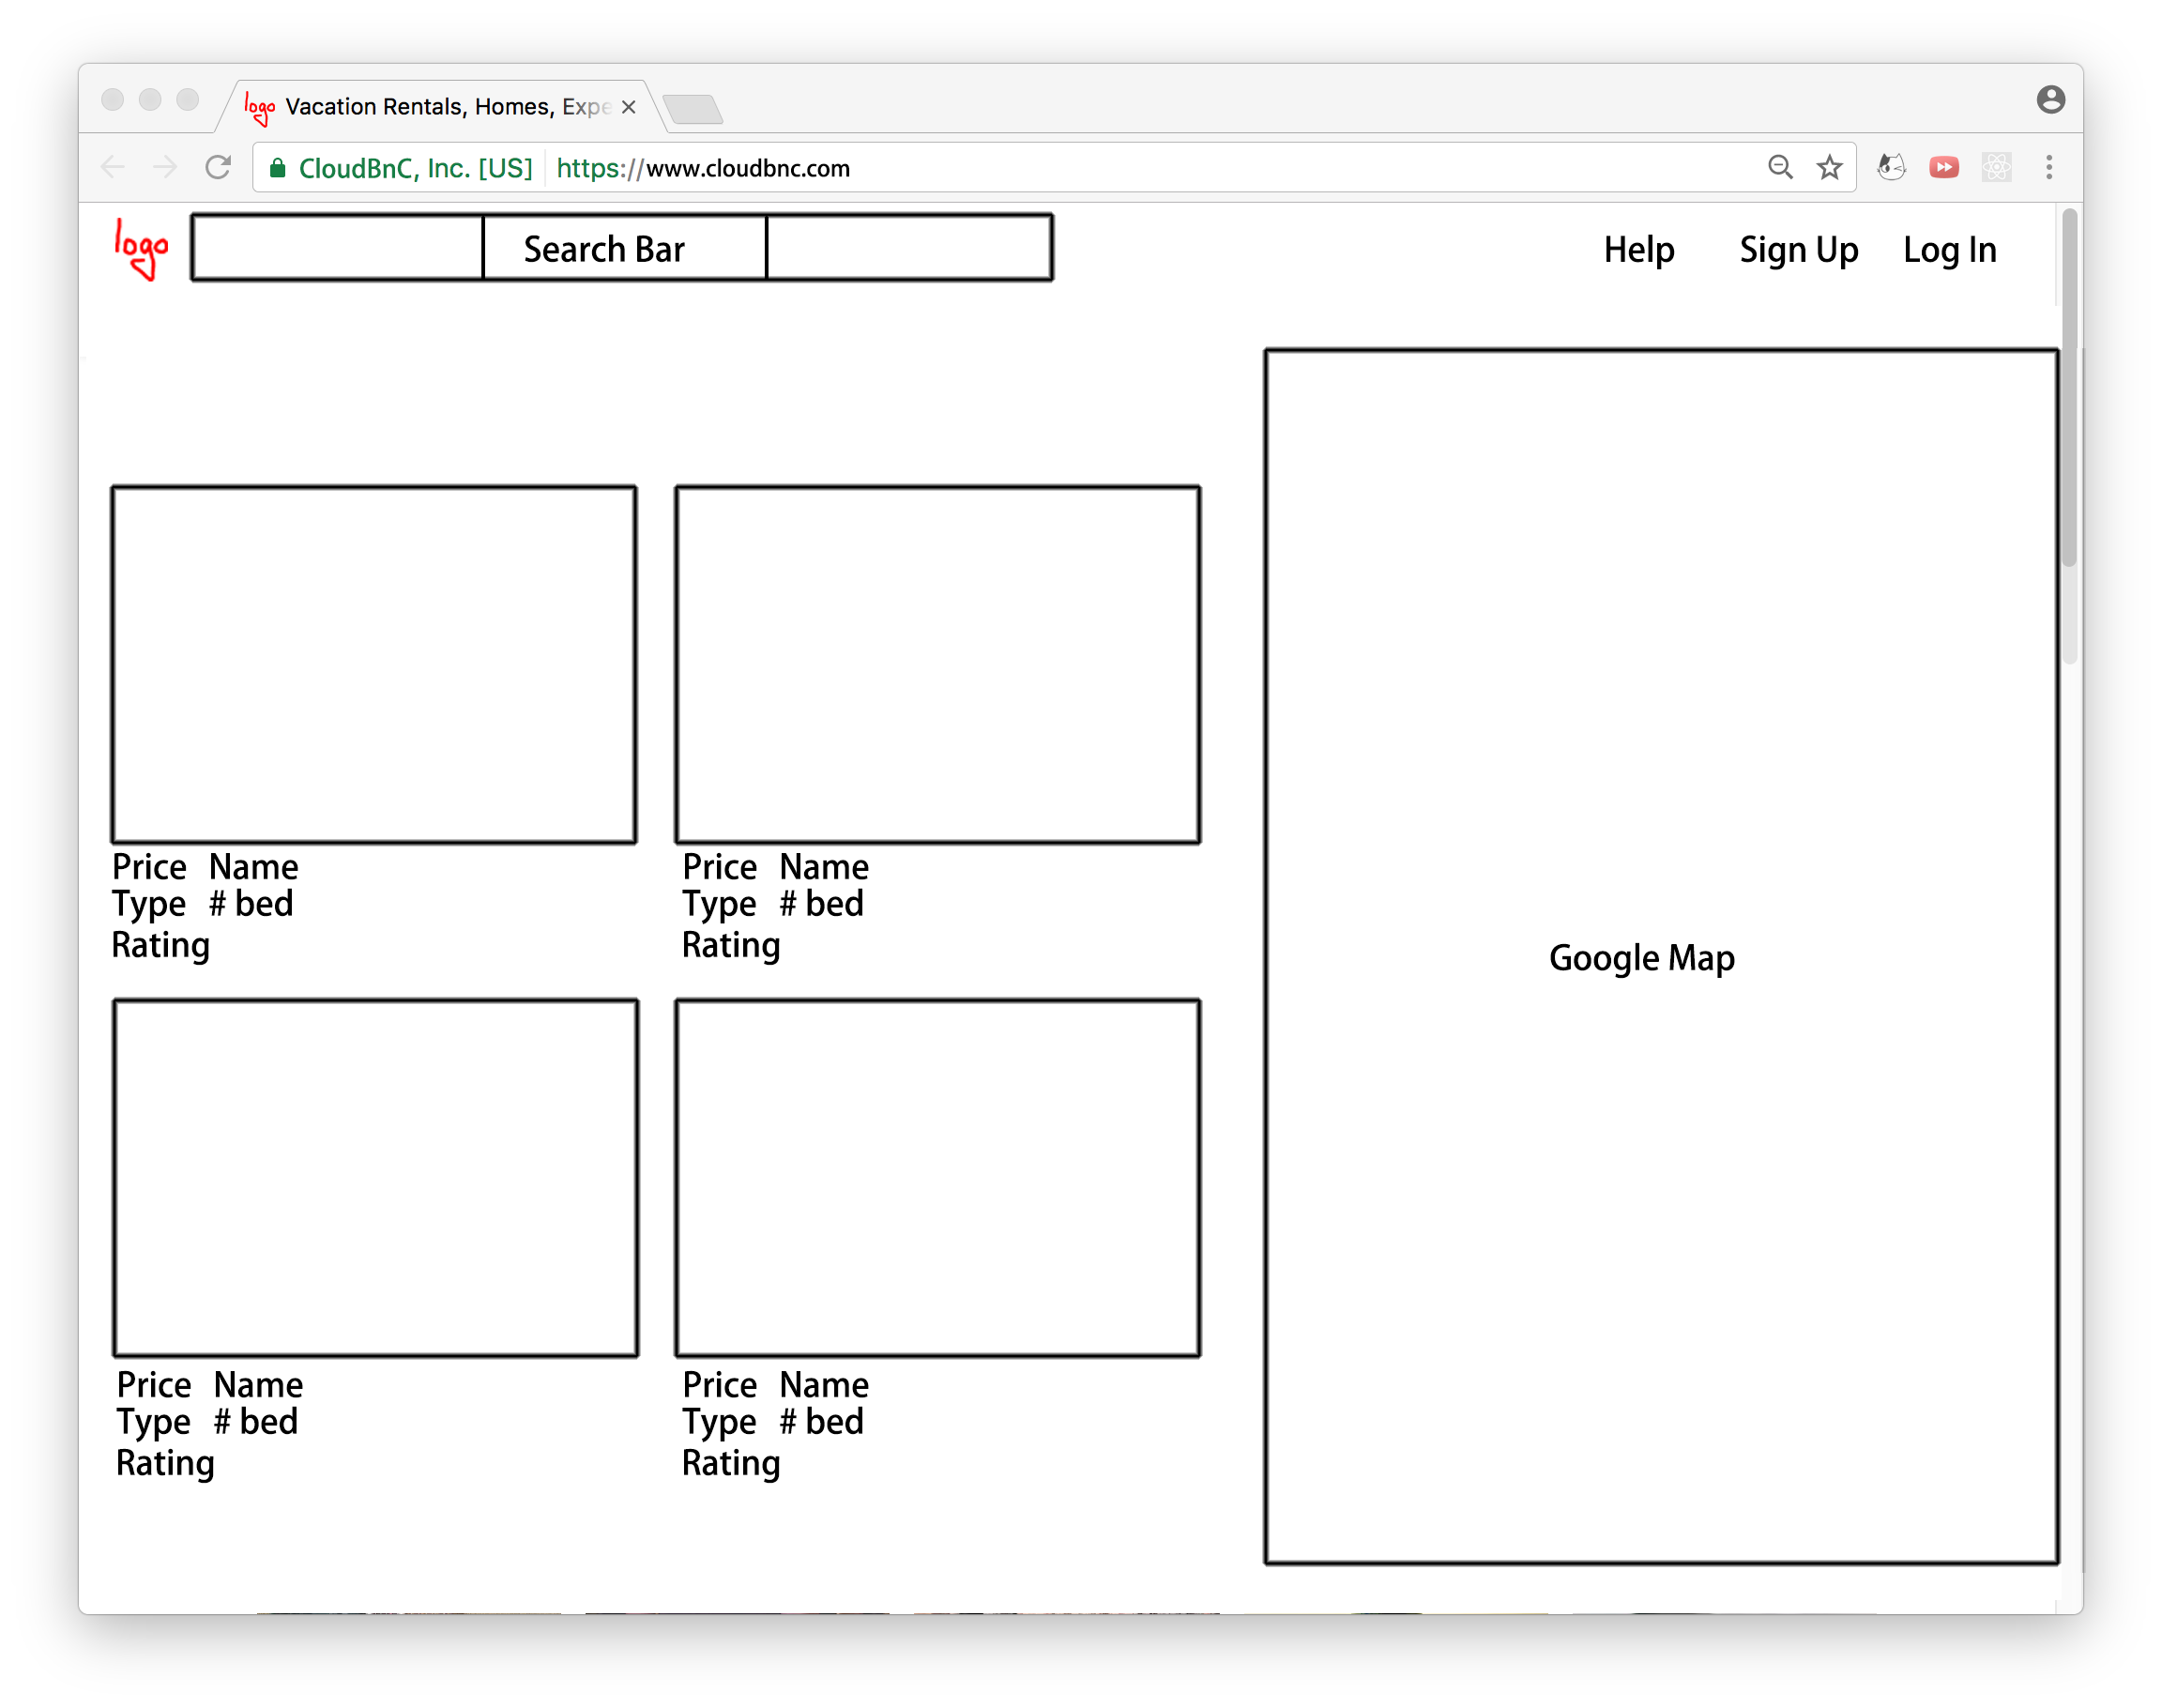 logo Vacation Rentals, Homes, Expe
CloudBnC, Inc. [US] https://www.cloudbnc.com
logo Search Bar Help Sign Up Log In
Price Name
Type # bed
Rating
Price Name
Type # bed
Rating
Google Map
Price Name
Type # bed
Rating
Price Name
Type # bed
Rating